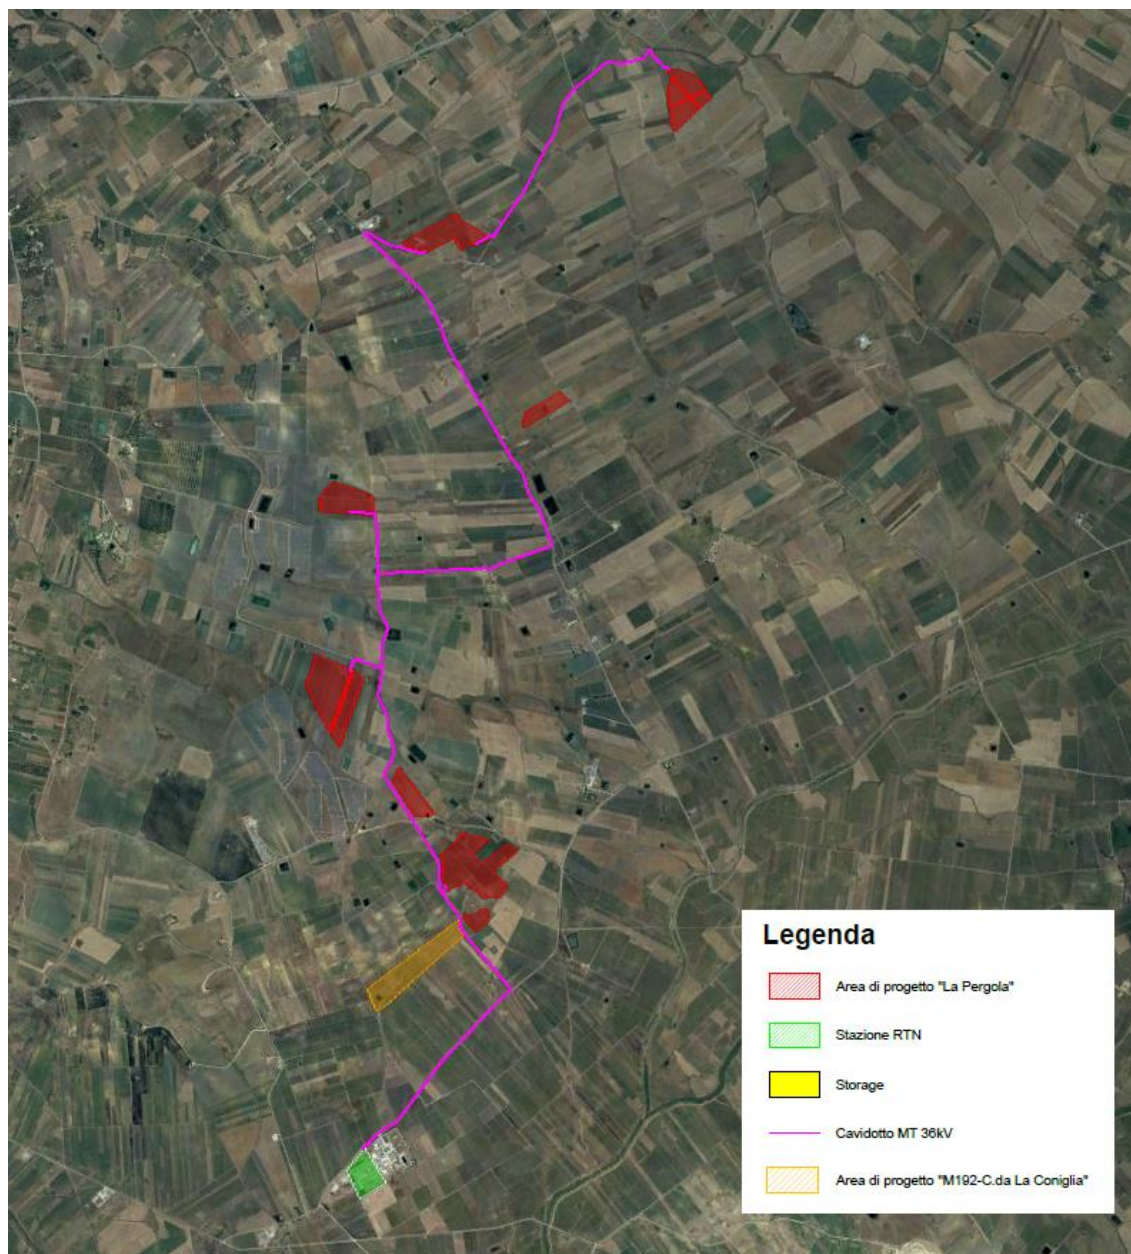 Legenda
Area di progetto "La Pergola"
Stazione RTN
Storage
Cavidotto MT 36kV
Area di progetto "M192-C.da La Coniglia"